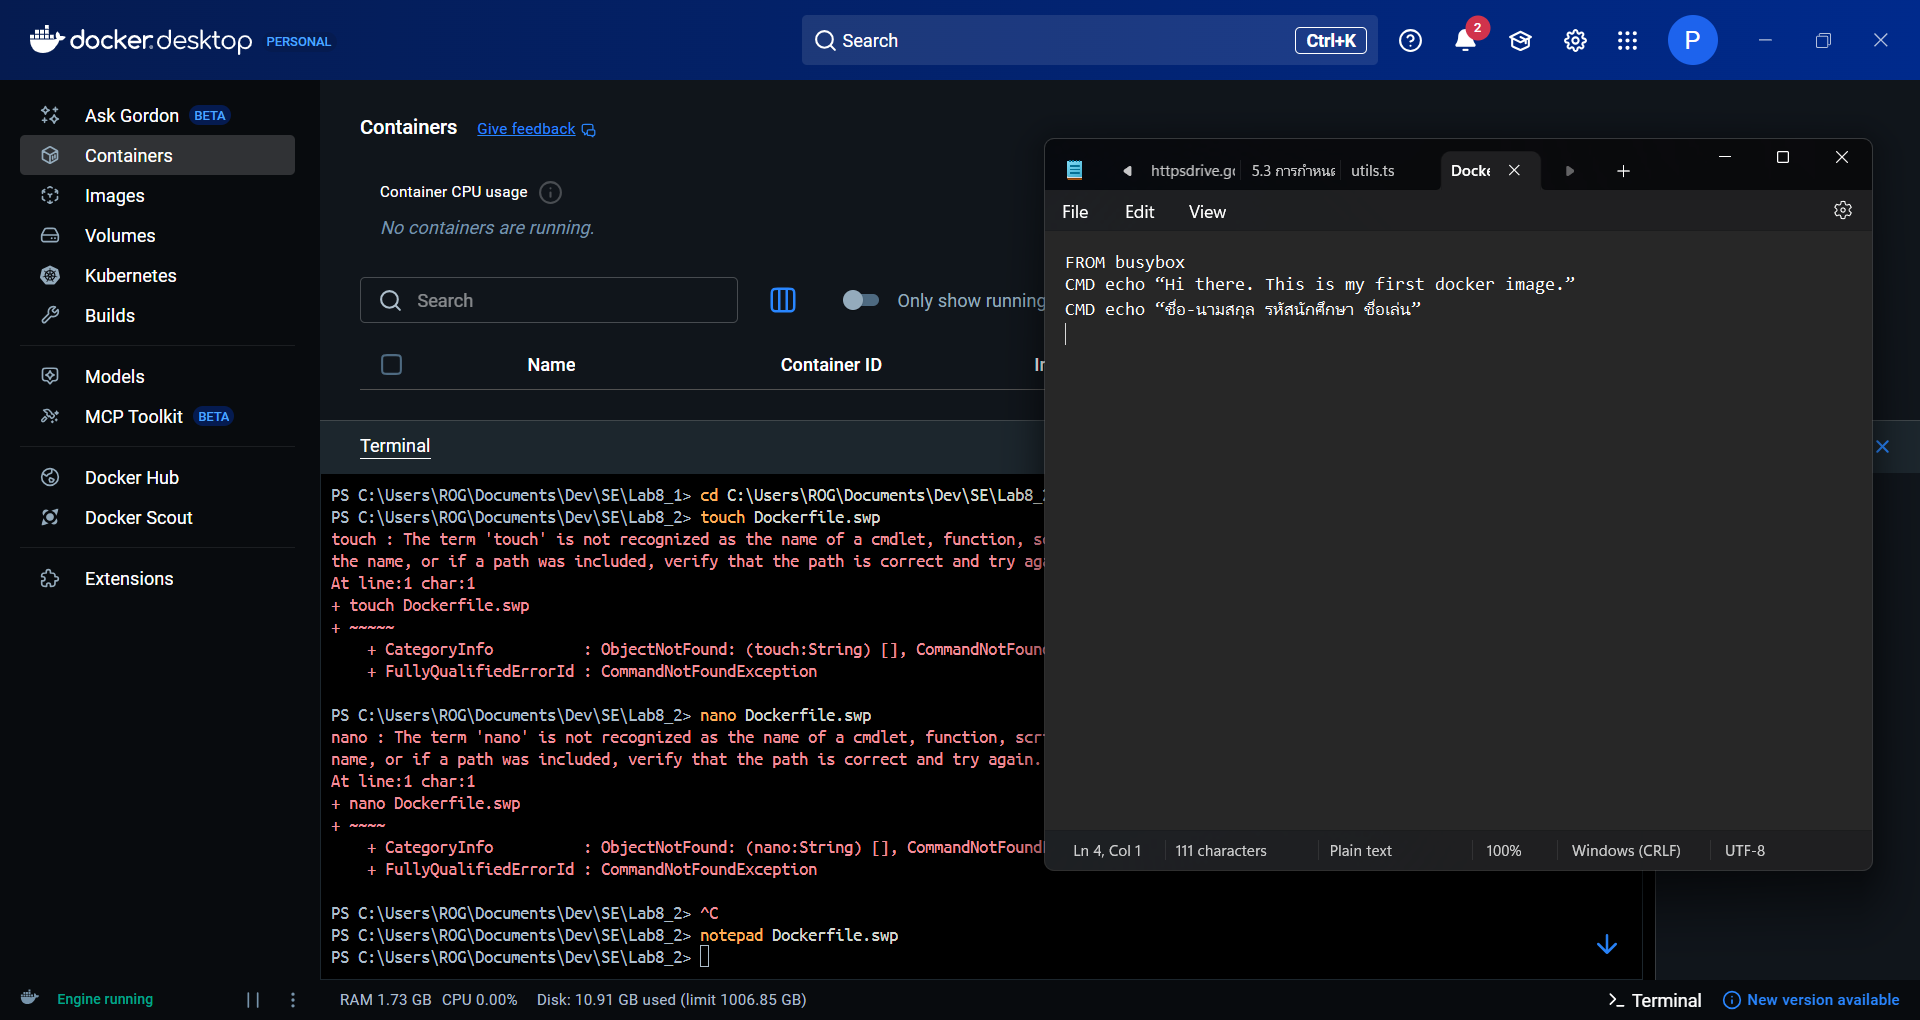 docker.desktop PERSONAL
Search Ctrl+K
2
P
Ask Gordon BETA
Containers
Images
Volumes
Kubernetes
Builds
Models
MCP Toolkit BETA
Docker Hub
Docker Scout
Extensions
Containers Give feedback
Container CPU usage
No containers are running.
Search
Only show running
Name Container ID
Terminal
PS C:\Users\ROG\Documents\Dev\SE\Lab8_1> cd C:\Users\ROG\Documents\Dev\SE\Lab8_2
PS C:\Users\ROG\Documents\Dev\SE\Lab8_2> touch Dockerfile.swp
touch : The term 'touch' is not recognized as the name of a cmdlet, function, sc
the name, or if a path was included, verify that the path is correct and try aga
At line:1 char:1
+ touch Dockerfile.swp
+ ~~~~~
+ CategoryInfo : ObjectNotFound: (touch:String) [], CommandNotFoun
+ FullyQualifiedErrorId : CommandNotFoundException
PS C:\Users\ROG\Documents\Dev\SE\Lab8_2> nano Dockerfile.swp
nano : The term 'nano' is not recognized as the name of a cmdlet, function, scr
name, or if a path was included, verify that the path is correct and try again.
At line:1 char:1
+ nano Dockerfile.swp
+ ~~~~
+ CategoryInfo : ObjectNotFound: (nano:String) [], CommandNotFound
+ FullyQualifiedErrorId : CommandNotFoundException
PS C:\Users\ROG\Documents\Dev\SE\Lab8_2> ^C
PS C:\Users\ROG\Documents\Dev\SE\Lab8_2> notepad Dockerfile.swp
PS C:\Users\ROG\Documents\Dev\SE\Lab8_2>
httpsdrive.go 5.3 การกำหนด utils.ts Docke
File Edit View
FROM busybox
CMD echo “Hi there. This is my first docker image.”
CMD echo “ชื่อ-นามสกุล รหัสนักศึกษา ชื่อเล่น”
Ln 4, Col 1 111 characters Plain text 100% Windows (CRLF) UTF-8
Engine running RAM 1.73 GB CPU 0.00% Disk: 10.91 GB used (limit 1006.85 GB) Terminal New version available